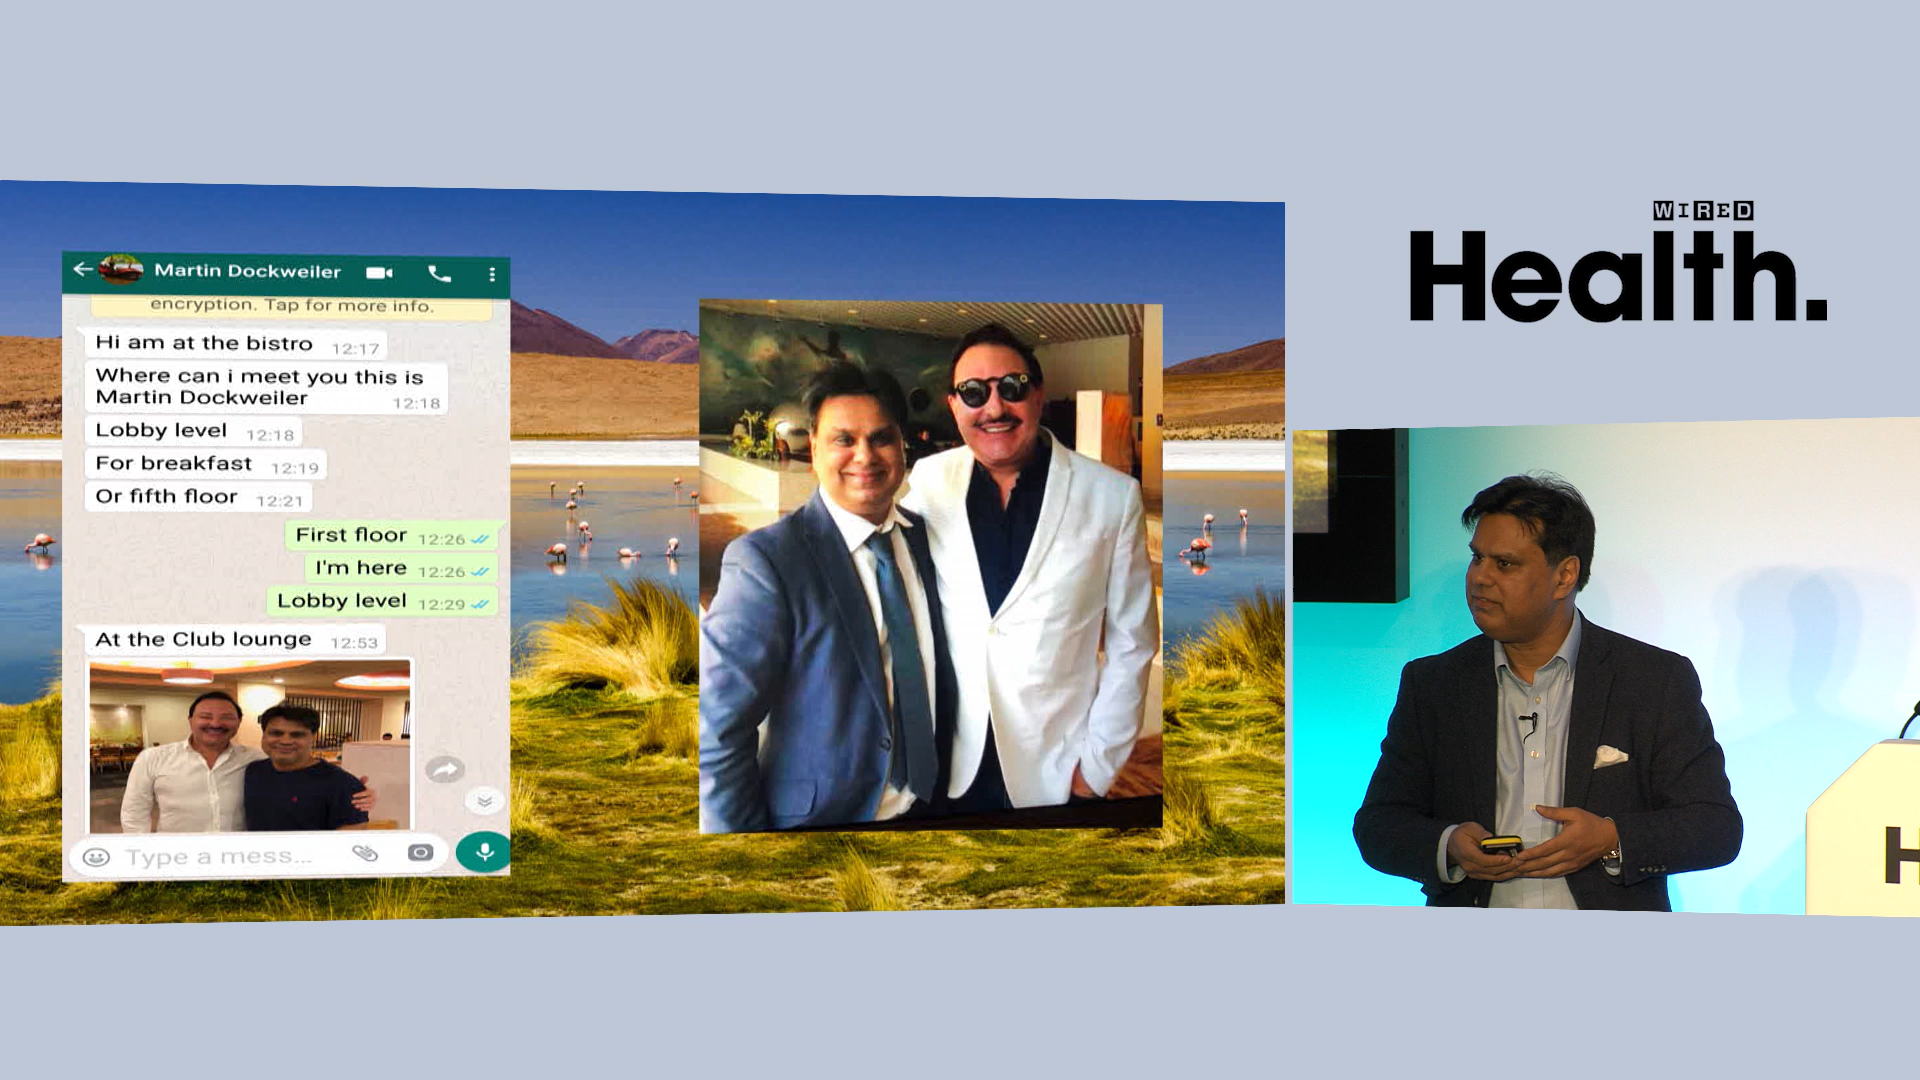 Martin Dockweiler
encryption. Tap for more info.
Hi am at the bistro 12:17
Where can i meet you this is
Martin Dockweiler 12:18
Lobby level 12:18
For breakfast 12:19
Or fifth floor 12:21
First floor 12:26
I'm here 12:26
Lobby level 12:29
At the Club lounge 12:53
Type a mess...
WIRED
Health.
H